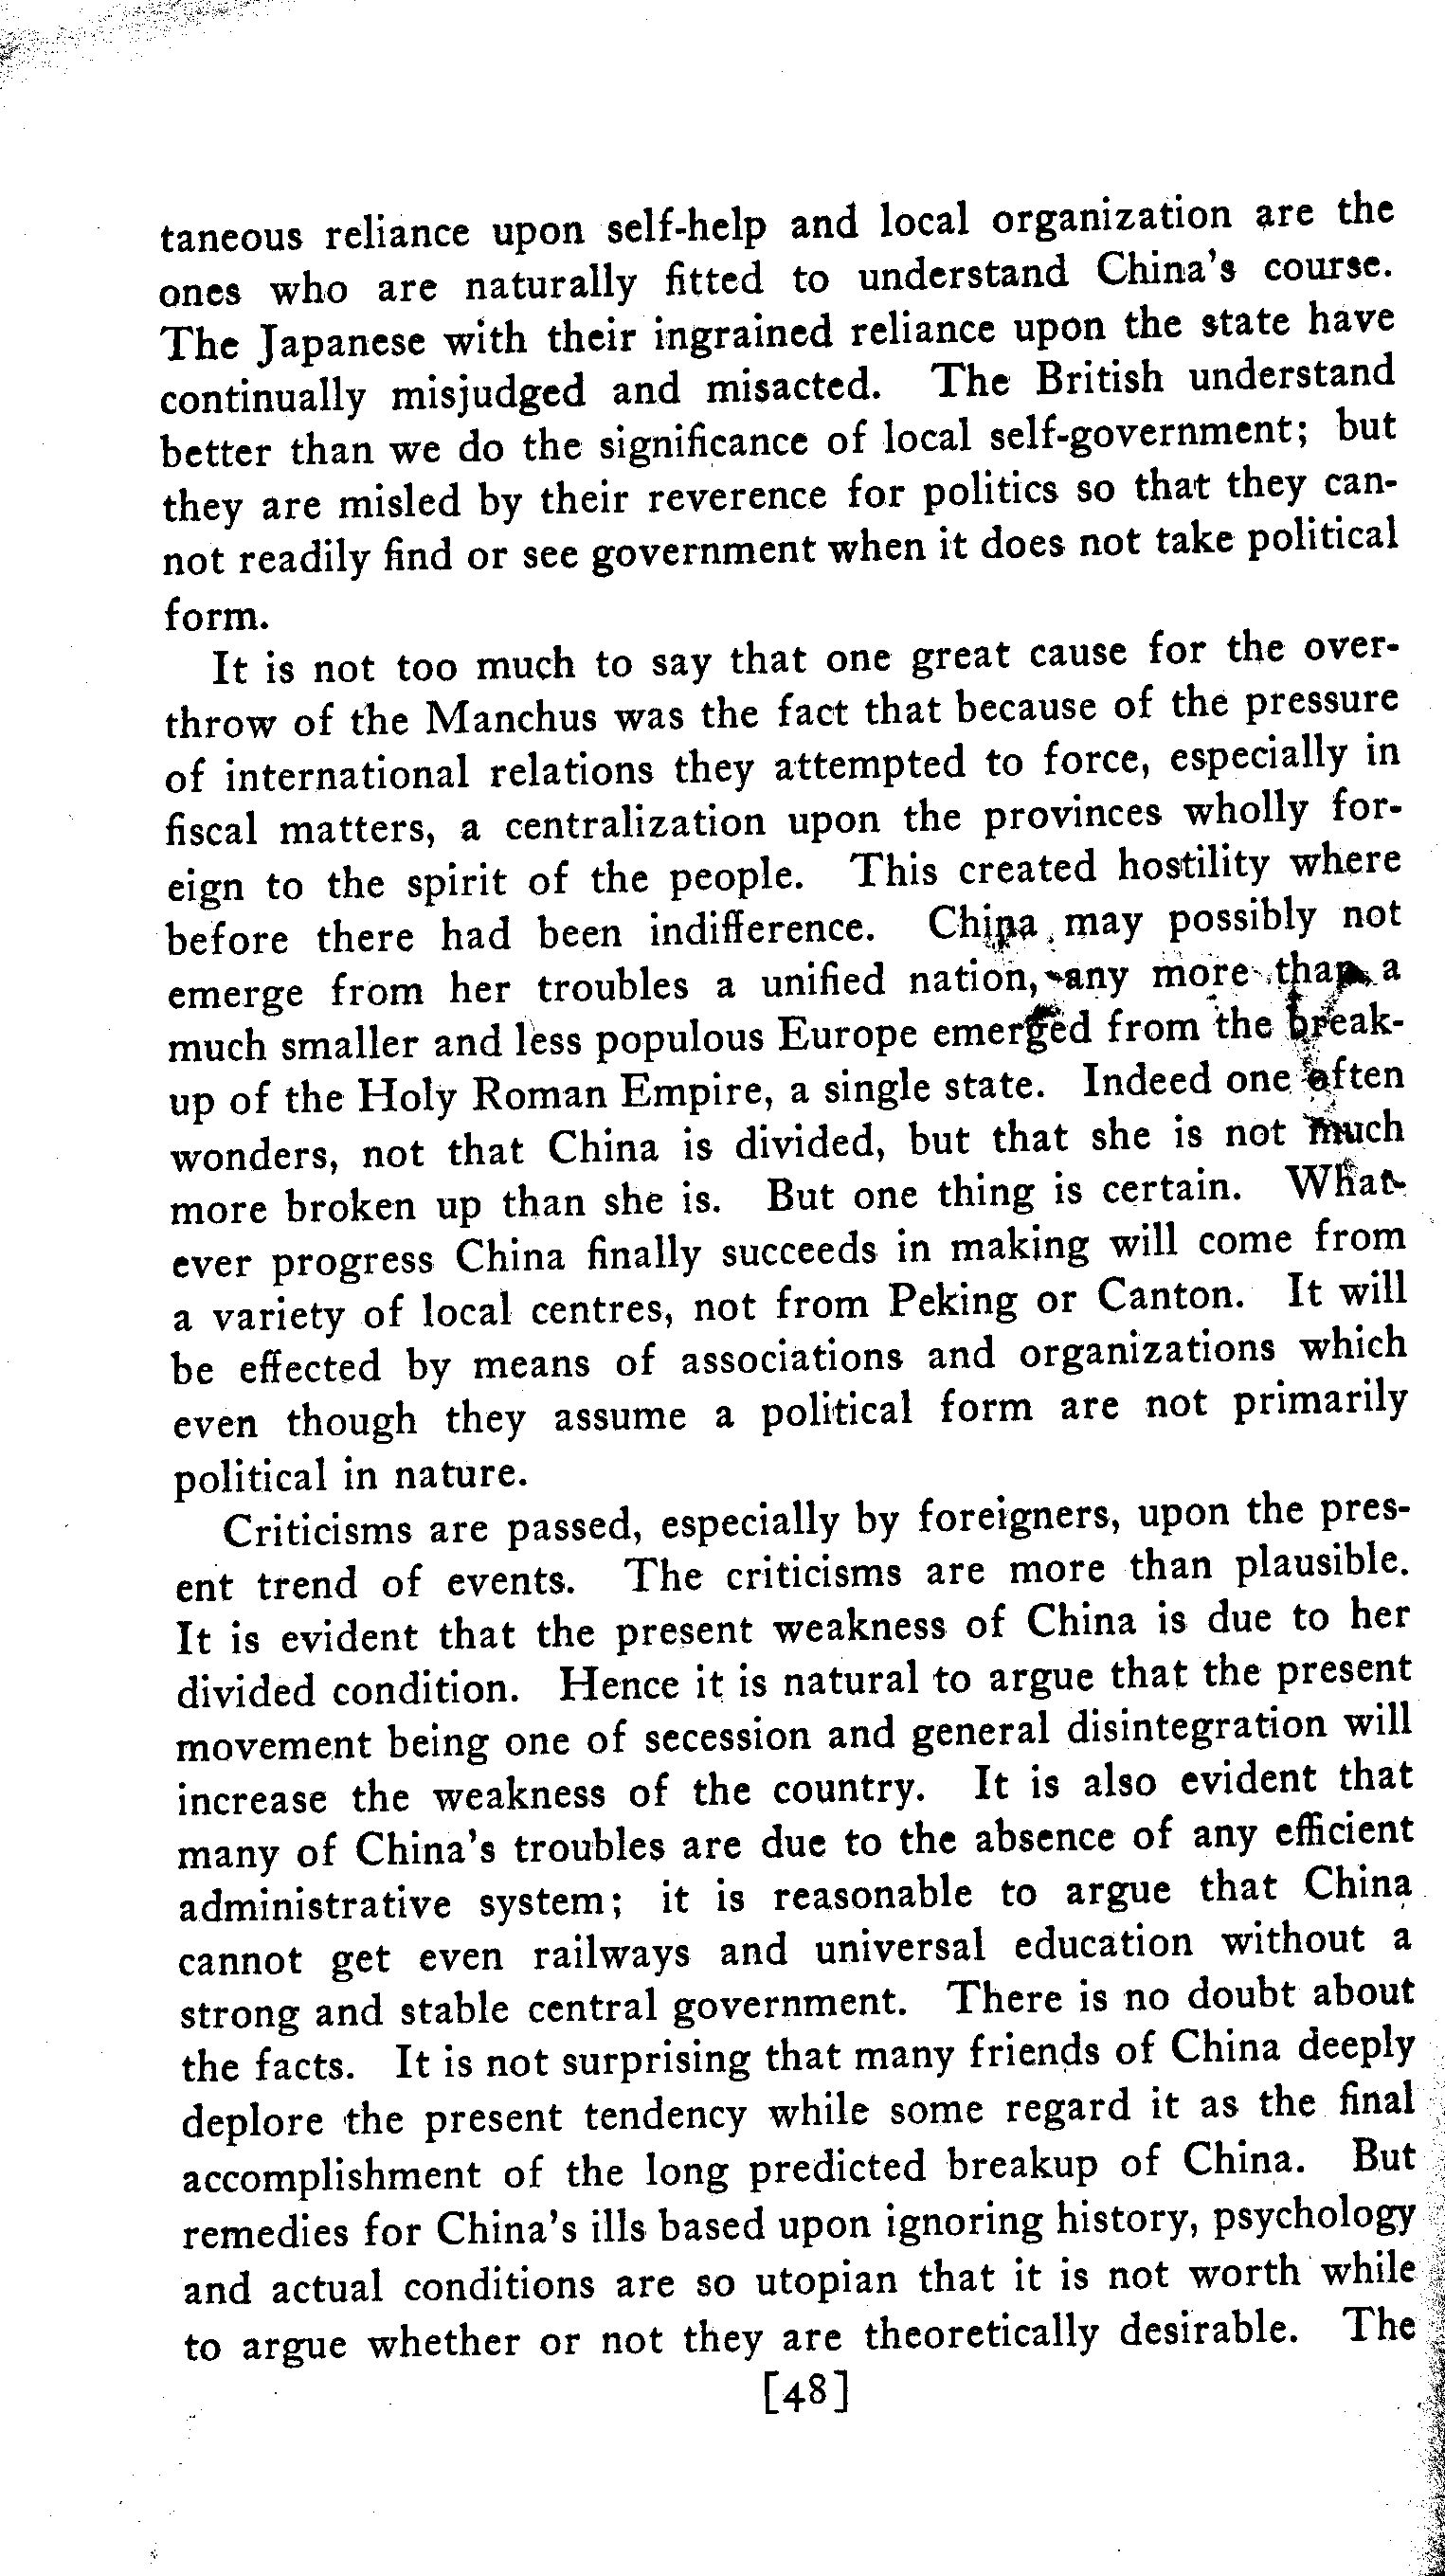 taneous reliance upon self-help and local organization are the
ones who are naturally fitted to understand China's course.
The Japanese with their ingrained reliance upon the state have
continually misjudged and misacted. The British understand
better than we do the significance of local self-government; but
they are misled by their reverence for politics so that they can-
not readily find or see government when it does not take political
form.
It is not too much to say that one great cause for the over-
throw of the Manchus was the fact that because of the pressure
of international relations they attempted to force, especially in
fiscal matters, a centralization upon the provinces wholly for-
eign to the spirit of the people. This created hostility where
before there had been indifference. China may possibly not
emerge from her troubles a unified nation, any more than a
much smaller and less populous Europe emerged from the break-
up of the Holy Roman Empire, a single state. Indeed one often
wonders, not that China is divided, but that she is not much
more broken up than she is. But one thing is certain. What-
ever progress China finally succeeds in making will come from
a variety of local centres, not from Peking or Canton. It will
be effected by means of associations and organizations which
even though they assume a political form are not primarily
political in nature.
Criticisms are passed, especially by foreigners, upon the pres-
ent trend of events. The criticisms are more than plausible.
It is evident that the present weakness of China is due to her
divided condition. Hence it is natural to argue that the present
movement being one of secession and general disintegration will
increase the weakness of the country. It is also evident that
many of China's troubles are due to the absence of any efficient
administrative system; it is reasonable to argue that China
cannot get even railways and universal education without a
strong and stable central government. There is no doubt about
the facts. It is not surprising that many friends of China deeply
deplore the present tendency while some regard it as the final
accomplishment of the long predicted breakup of China. But
remedies for China's ills based upon ignoring history, psychology
and actual conditions are so utopian that it is not worth while
to argue whether or not they are theoretically desirable. The
[48]